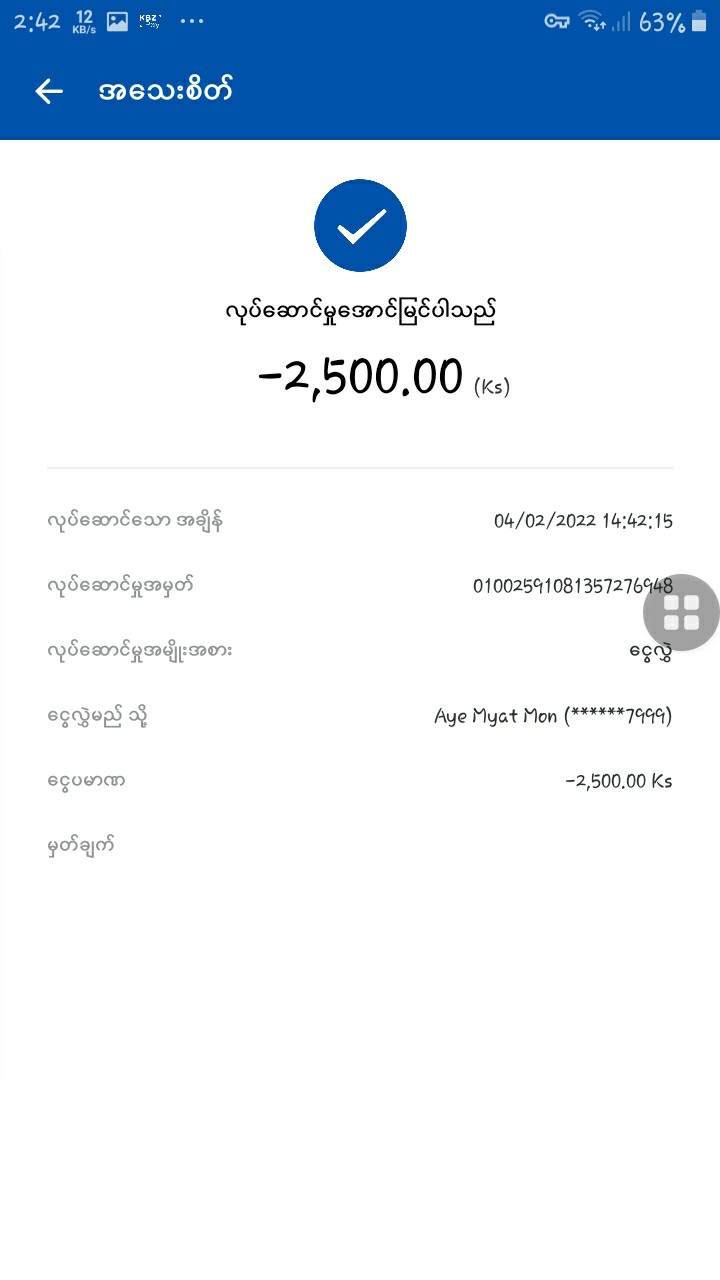 2:42 12 KB/s KBZ Pay ... 63%
အသေးစိတ်
လုပ်ဆောင်မှုအောင်မြင်ပါသည်
-2,500.00 (Ks)
လုပ်ဆောင်သော အချိန် 04/02/2022 14:42:15
လုပ်ဆောင်မှုအမှတ် 01002591081357276948
လုပ်ဆောင်မှုအမျိုးအစား ငွေလွှဲ
ငွေလွှဲမည် သို့ Aye Myat Mon (******7999)
ငွေပမာဏ -2,500.00 Ks
မှတ်ချက်